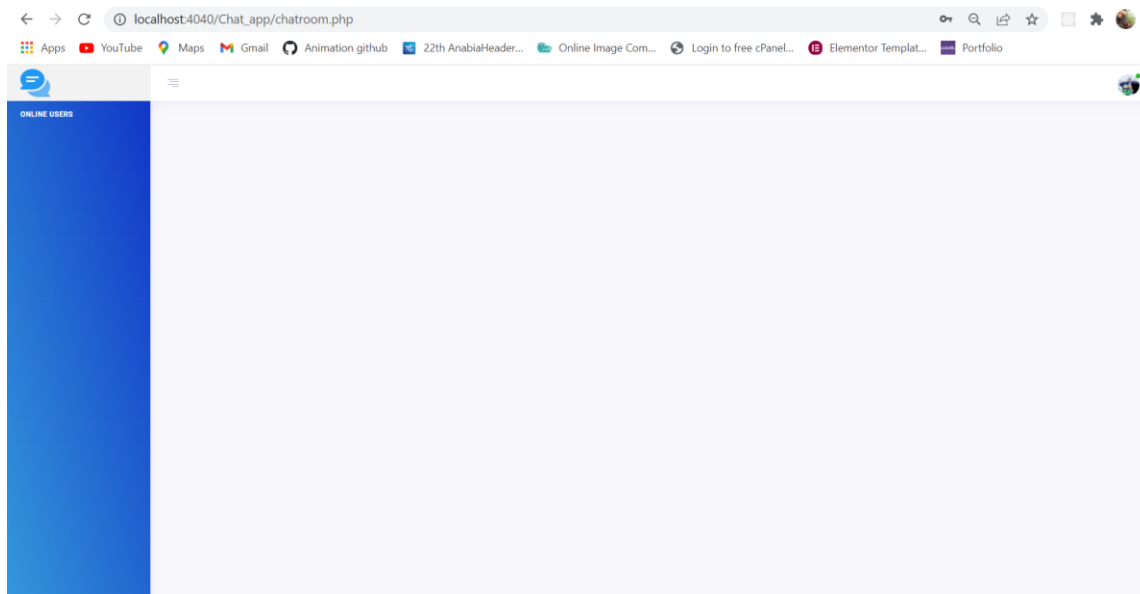 localhost:4040/Chat_app/chatroom.php
Apps YouTube Maps Gmail Animation github 22th AnabiaHeader... Online Image Com... Login to free cPanel... Elementor Templat... Portfolio
ONLINE USERS